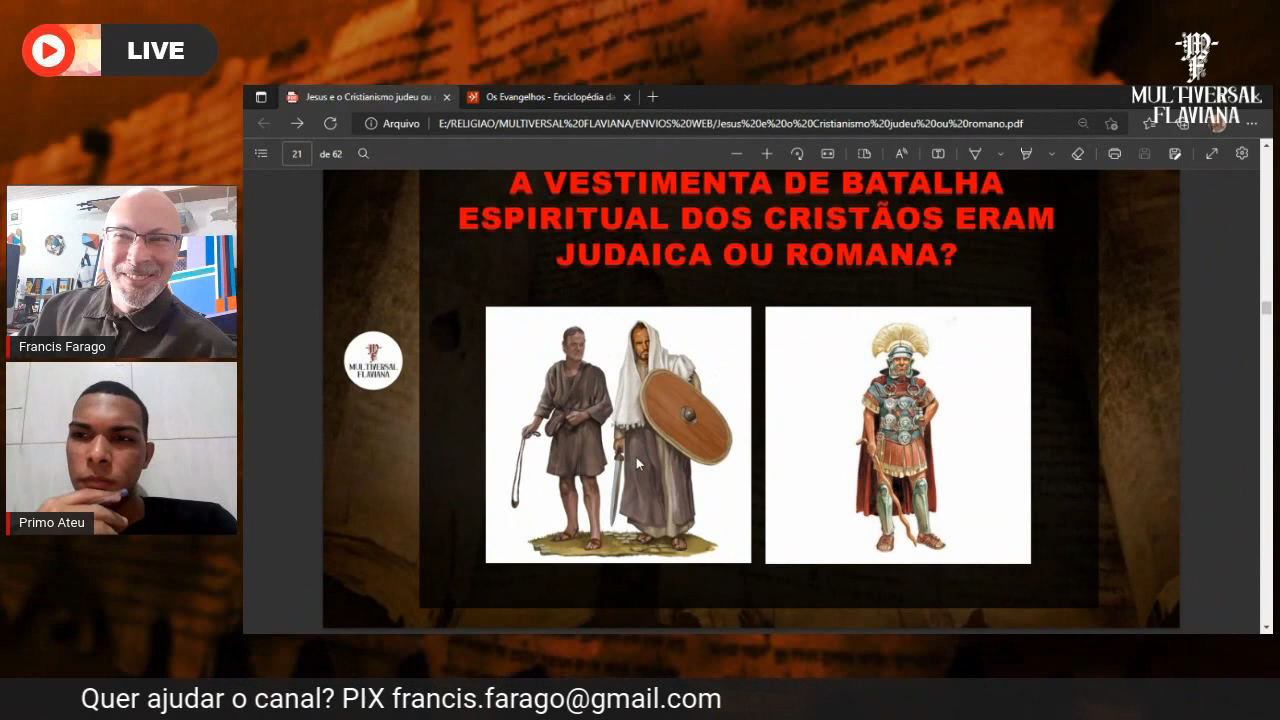 LIVE
MULTIVERSAL
FLAVIANA
Jesus e o Cristianismo judeu ou
Os Evangelhos - Enciclopédia da
Arquivo
E:/RELIGIAO/MULTIVERSAL%20FLAVIANA/ENVIOS%20WEB/Jesus%20e%20o%20Cristianismo%20judeu%20ou%20romano.pdf
21 de 62
A VESTIMENTA DE BATALHA
ESPIRITUAL DOS CRISTÃOS ERAM
JUDAICA OU ROMANA?
MULTIVERSAL
FLAVIANA
Francis Farago
Primo Ateu
Quer ajudar o canal? PIX francis.farago@gmail.com